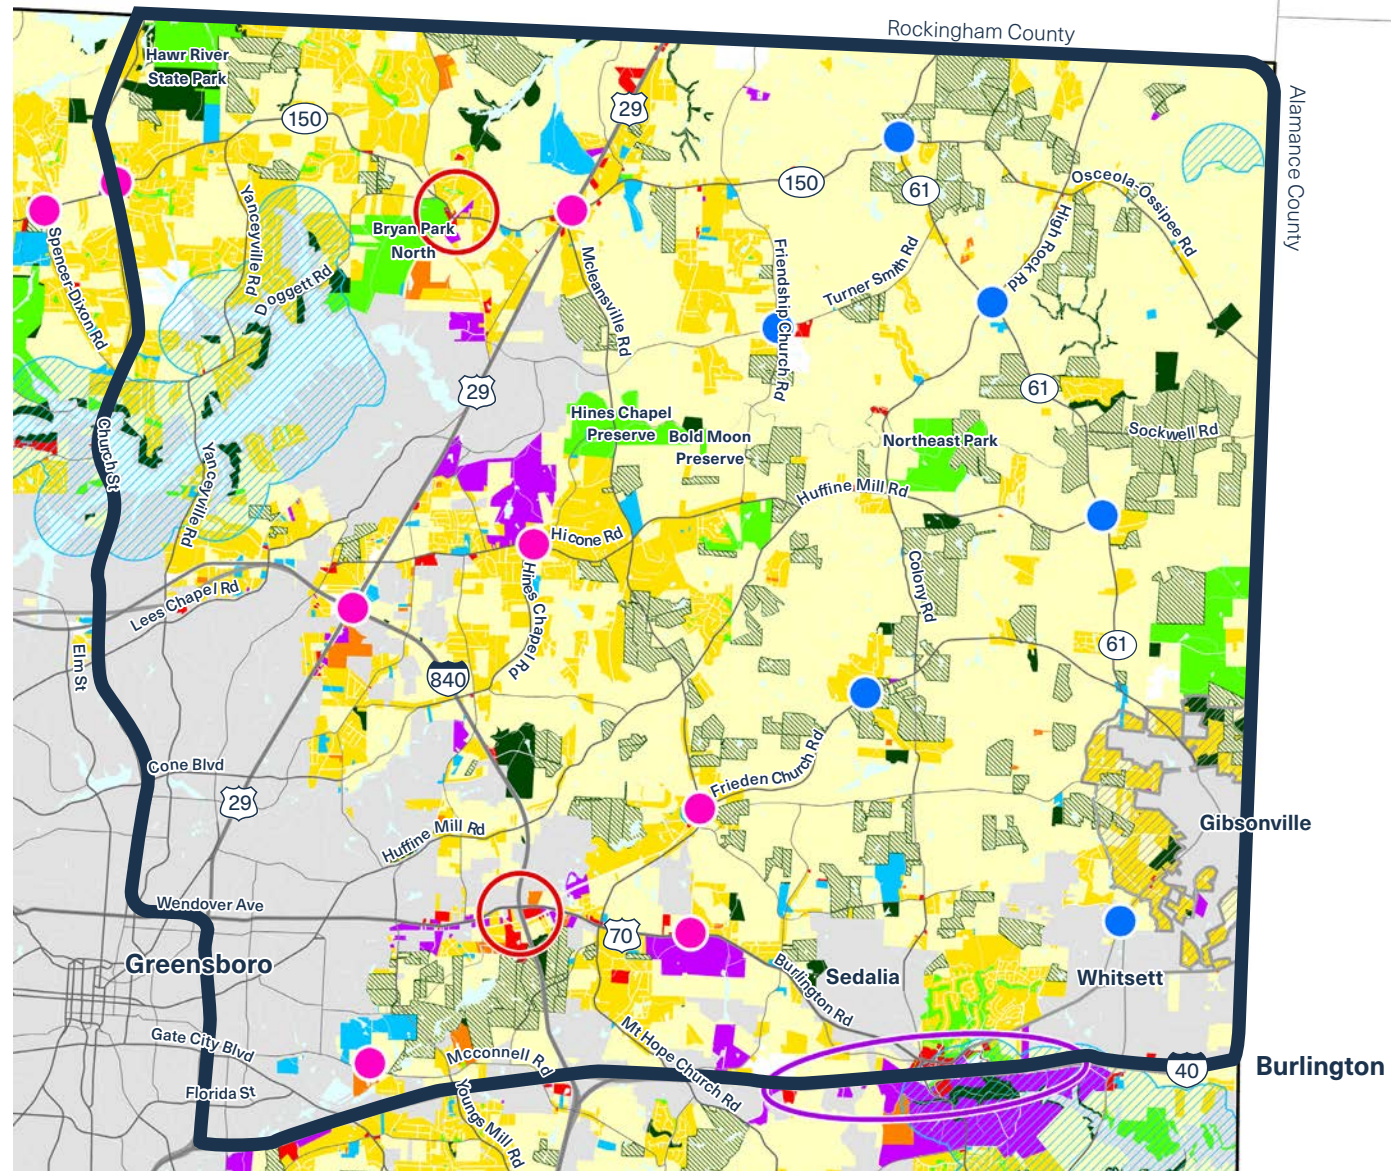 Rockingham County
Alamance County
Hawr River
State Park
29
150
150
61
Osceola-Ossipee Rd
Yanceyville Rd
Bryan Park
North
Spencer-Dixon Rd
Doggett Rd
Mcleansville Rd
Friendship Church Rd
Turner Smith Rd
High Rock Rd
29
61
Hines Chapel
Preserve
Bold Moon
Preserve
Northeast Park
Sockwell Rd
Church St
Yanceyville Rd
Huffine Mill Rd
Hicone Rd
Hines Chapel Rd
Colony Rd
Lees Chapel Rd
Elm St
840
61
Cone Blvd
29
Frieden Church Rd
Huffine Mill Rd
Gibsonville
Wendover Ave
70
Greensboro
Burlington Rd
Sedalia
Whitsett
Gate City Blvd
Mcconnell Rd
Mt Hope Church Rd
Florida St
Youngs Mill Rd
40
Burlington